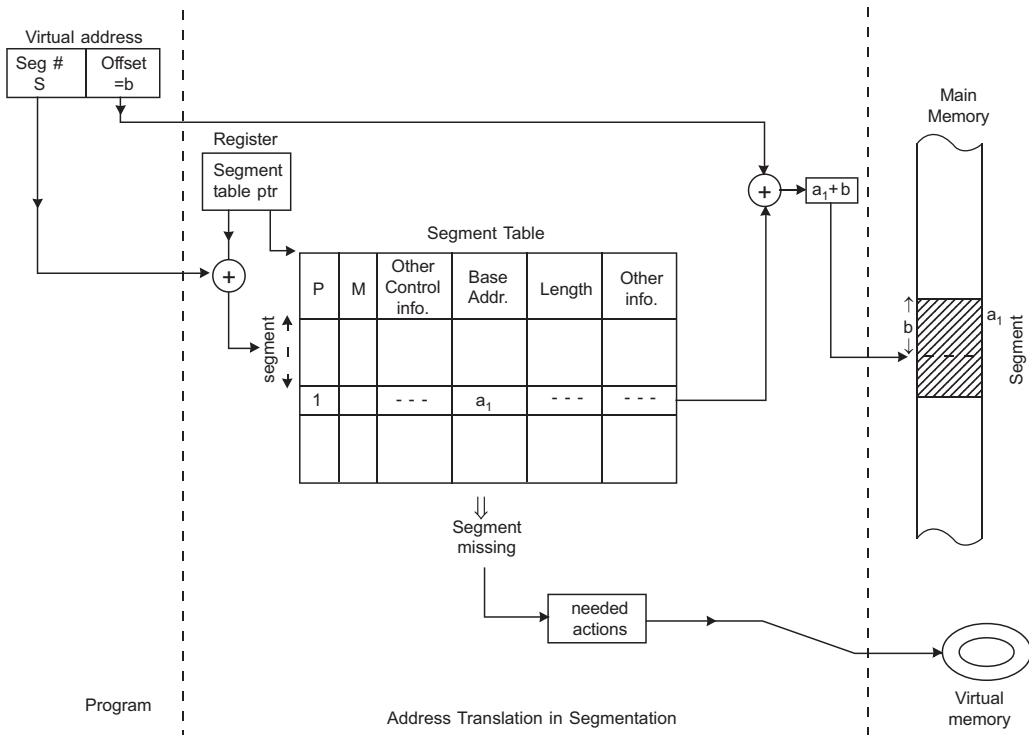 Virtual address
Seg #
S
Offset
=b
Register
Segment
table ptr
+
+
a₁+b
Main
Memory
Segment Table
P
M
Other
Control
info.
Base
Addr.
Length
Other
info.
segment
1
- - -
a₁
- - -
- - -
b
a₁
Segment
Segment
missing
needed
actions
Virtual
memory
Program
Address Translation in Segmentation